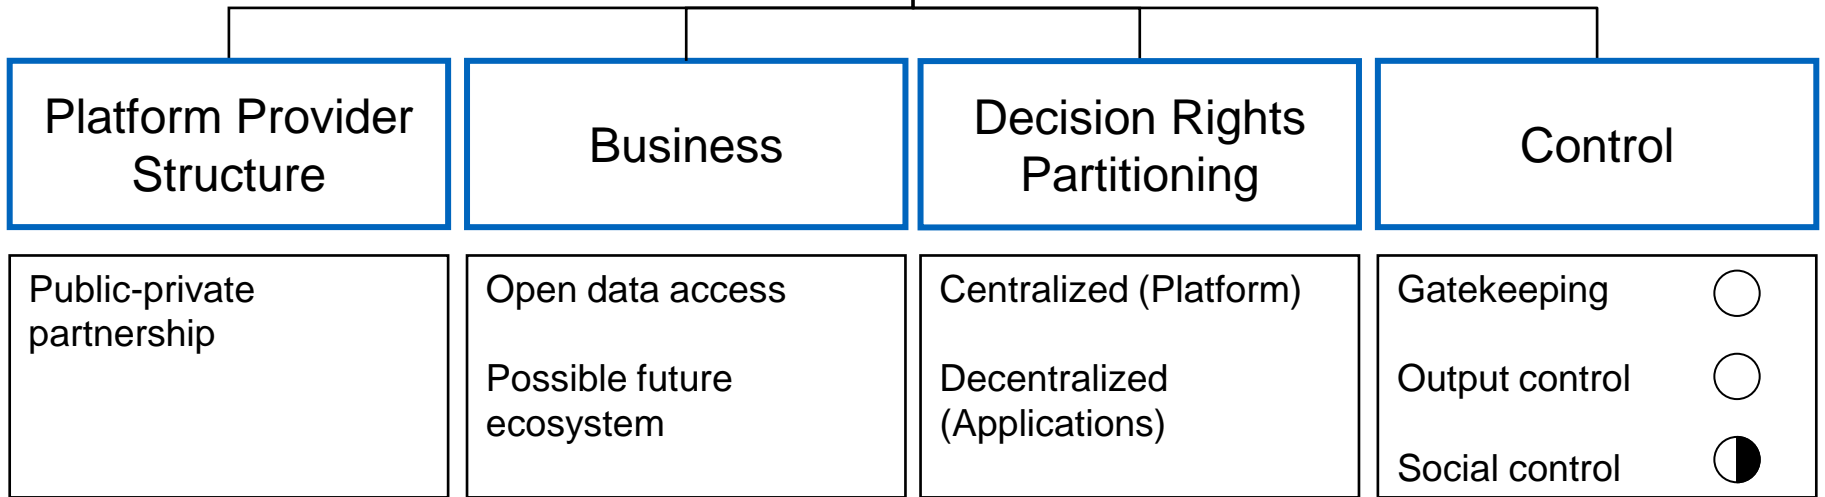 Platform Provider
Structure
Business
Decision Rights
Partitioning
Control
Public-private
partnership
Open data access
Possible future
ecosystem
Centralized (Platform)
Decentralized
(Applications)
Gatekeeping
Output control
Social control